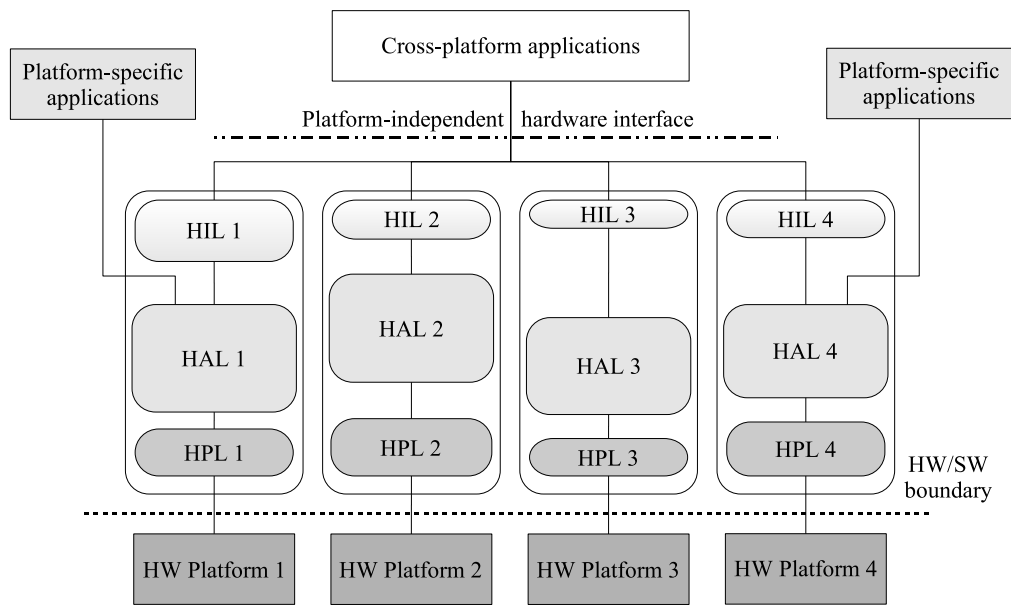 Cross-platform applications
Platform-specific
applications
Platform-specific
applications
Platform-independent hardware interface
HIL 1
HIL 2
HIL 3
HIL 4
HAL 1
HAL 2
HAL 3
HAL 4
HPL 1
HPL 2
HPL 3
HPL 4
HW/SW
boundary
HW Platform 1
HW Platform 2
HW Platform 3
HW Platform 4